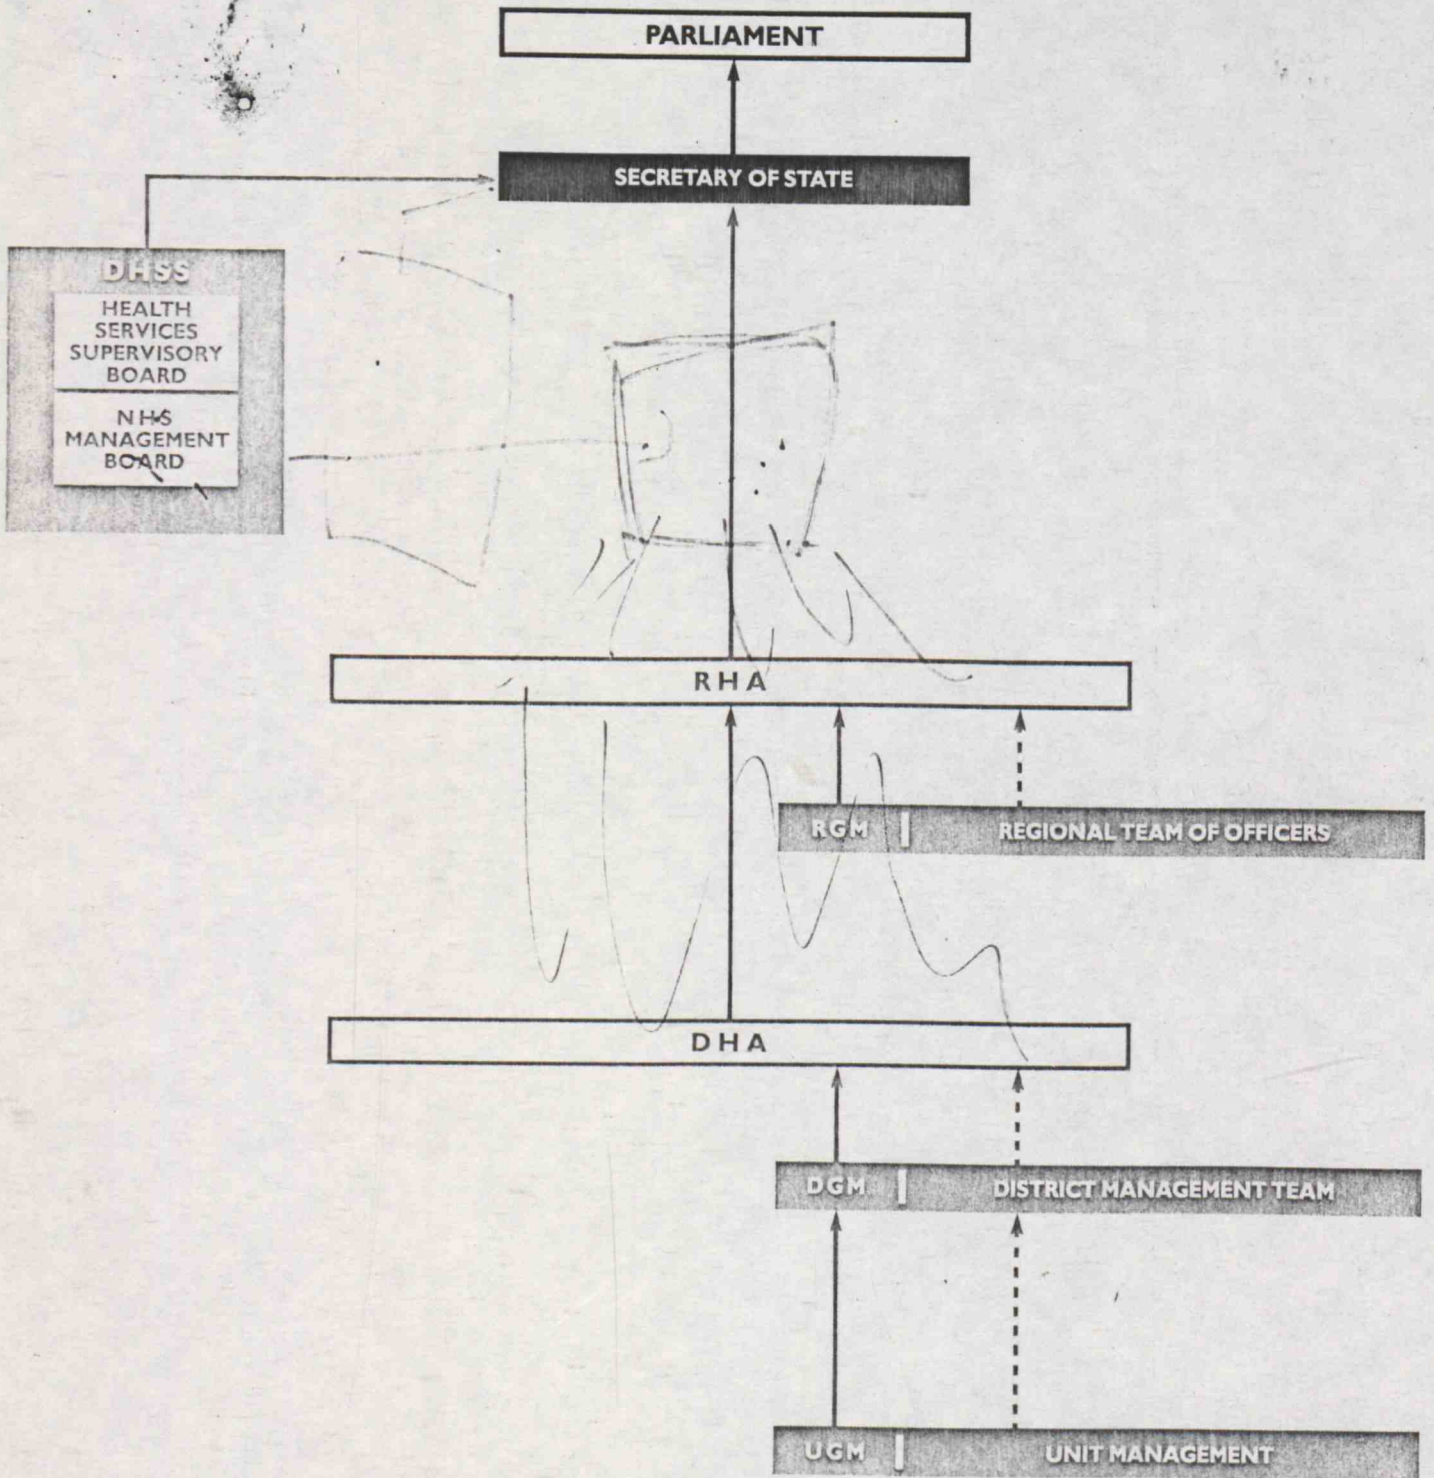 PARLIAMENT
SECRETARY OF STATE
DHSS
HEALTH
SERVICES
SUPERVISORY
BOARD
NHS
MANAGEMENT
BOARD
RHA
RGM
REGIONAL TEAM OF OFFICERS
DHA
DGM
DISTRICT MANAGEMENT TEAM
UGM
UNIT MANAGEMENT